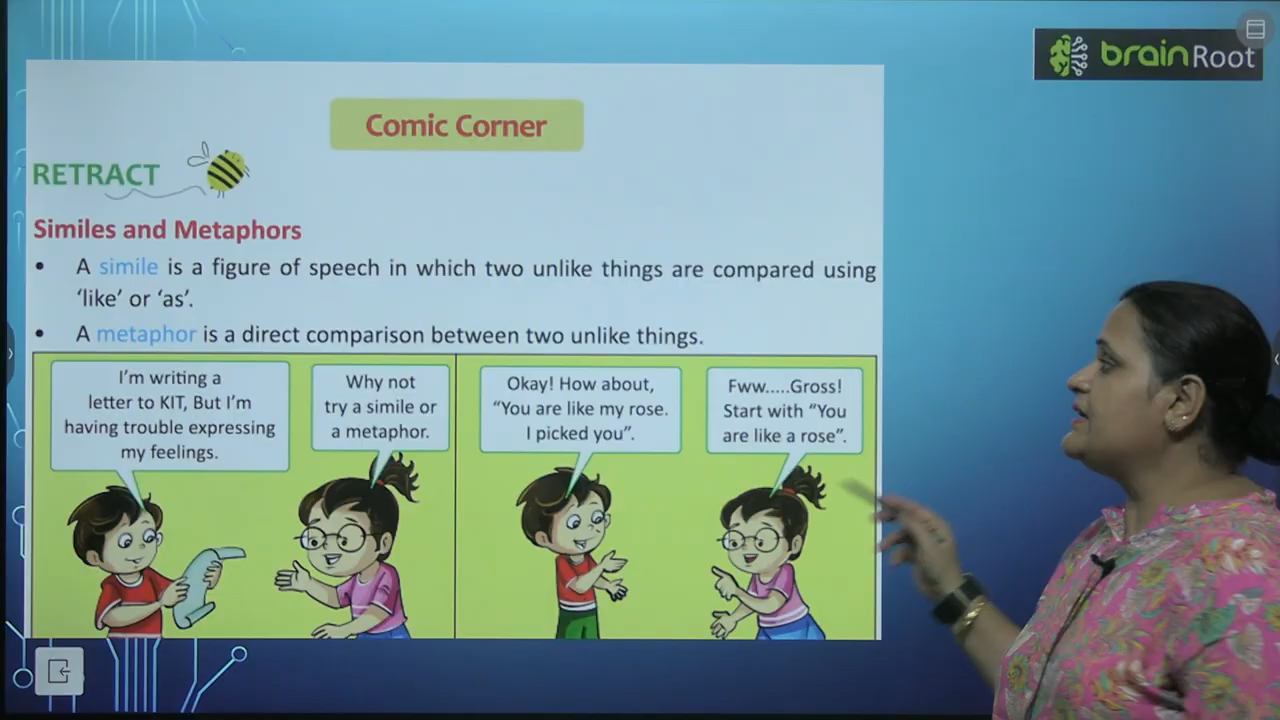 brainRoot
Comic Corner
RETRACT
Similes and Metaphors
• A simile is a figure of speech in which two unlike things are compared using
'like' or 'as'.
• A metaphor is a direct comparison between two unlike things.
I'm writing a
letter to KIT, But I'm
having trouble expressing
my feelings.
Why not
try a simile or
a metaphor.
Okay! How about,
"You are like my rose.
I picked you".
Fww.....Gross!
Start with "You
are like a rose".